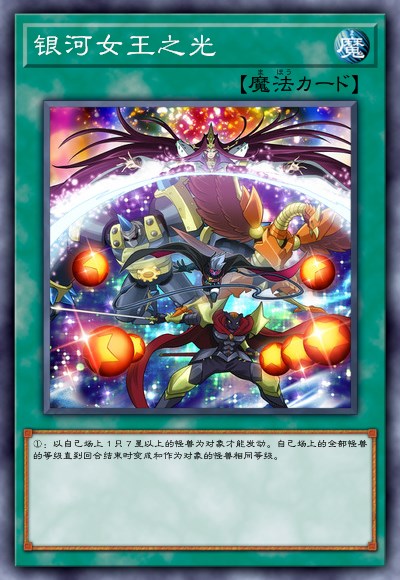 银河女王之光
魔
【魔法カード】
ま ほう
①：以自己场上１只７星以上的怪兽为对象才能发动。自己场上的全部怪兽
的等级直到回合结束时变成和作为对象的怪兽相同等级。